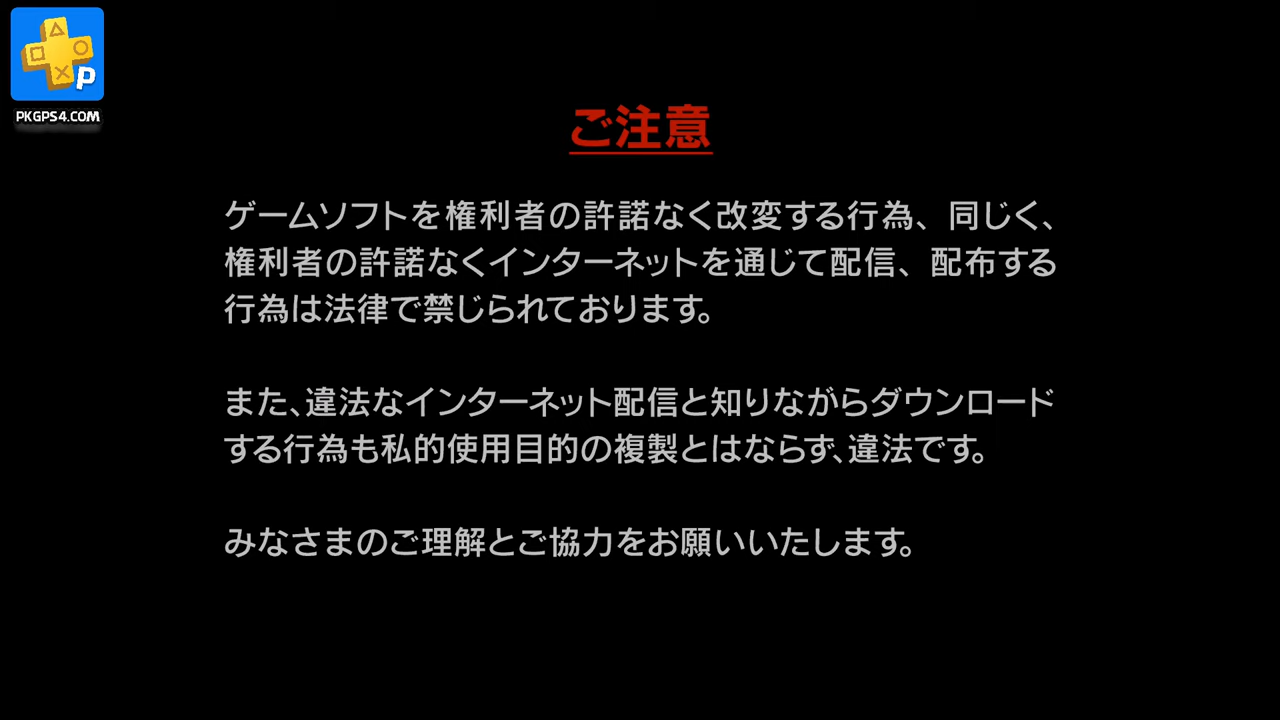 P
PKGPS4.COM
ご注意
ゲームソフトを権利者の許諾なく改変する行為、同じく、
権利者の許諾なくインターネットを通じて配信、配布する
行為は法律で禁じられております。
また、違法なインターネット配信と知りながらダウンロード
する行為も私的使用目的の複製とはならず、違法です。
みなさまのご理解とご協力をお願いいたします。